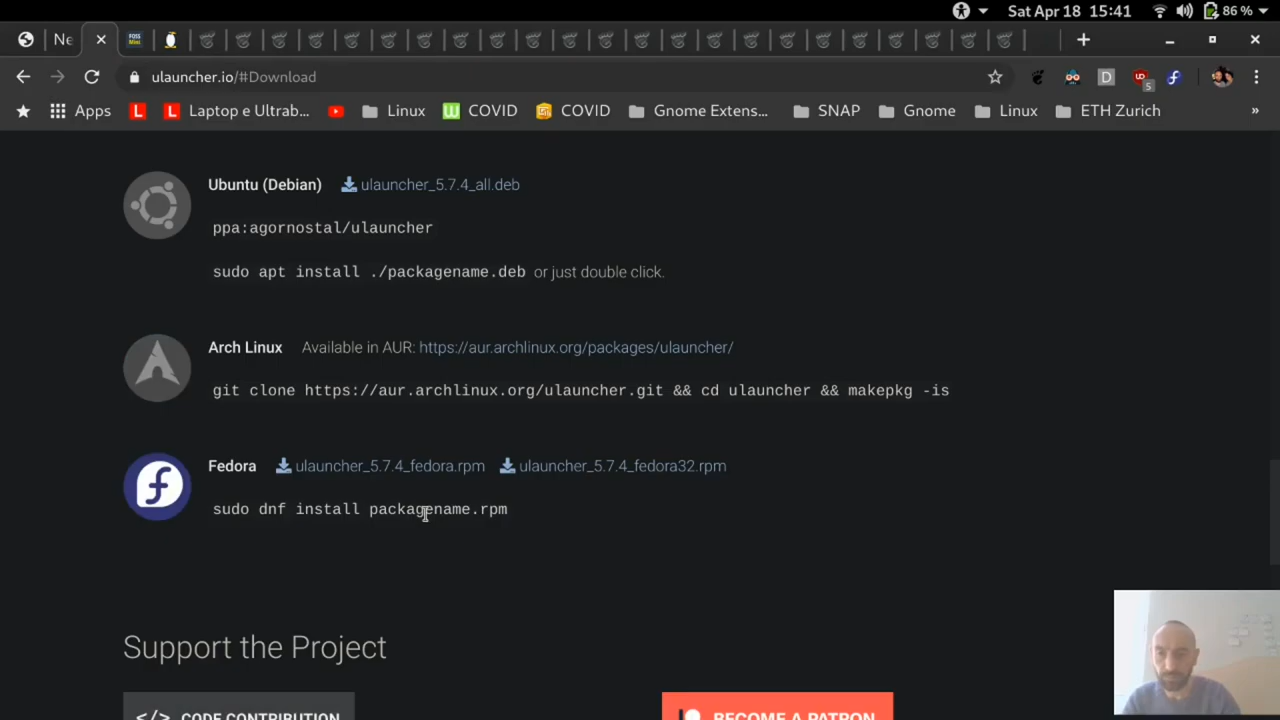 Sat Apr 18 15:41
86 %
Ne
FOSS
ulauncher.io/#Download
D
5
Apps
L
L Laptop e Ultrab...
Linux
COVID
COVID
Gnome Extens...
SNAP
Gnome
Linux
ETH Zurich
»
Ubuntu (Debian) ulauncher_5.7.4_all.deb
ppa:agornostal/ulauncher
sudo apt install ./packagename.deb or just double click.
Arch Linux Available in AUR: https://aur.archlinux.org/packages/ulauncher/
git clone https://aur.archlinux.org/ulauncher.git && cd ulauncher && makepkg -is
Fedora ulauncher_5.7.4_fedora.rpm ulauncher_5.7.4_fedora32.rpm
sudo dnf install packagename.rpm
Support the Project
</> CODE CONTRIBUTION
BECOME A PATRON